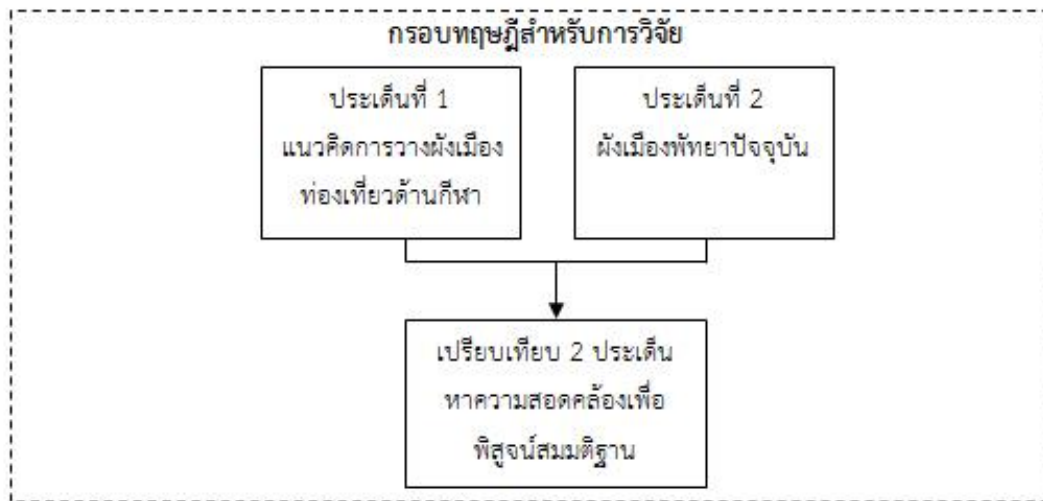 กรอบทฤษฎีสำหรับการวิจัย
ประเด็นที่ 1
แนวคิดการวางผังเมือง
ท่องเที่ยวด้านกีฬา
ประเด็นที่ 2
ผังเมืองพัทยาปัจจุบัน
เปรียบเทียบ 2 ประเด็น
หาความสอดคล้องเพื่อ
พิสูจน์สมมติฐาน